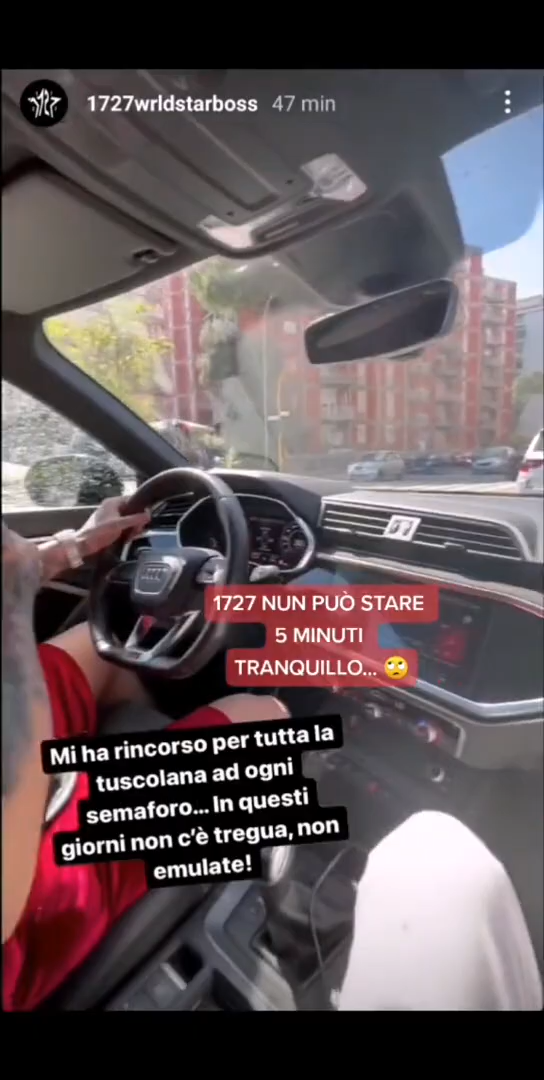 1727wrldstarboss 47 min
1727 NUN PUÒ STARE
5 MINUTI
TRANQUILLO... 🙄
Mi ha rincorso per tutta la
tuscolana ad ogni
semaforo... In questi
giorni non c'è tregua, non
emulate!